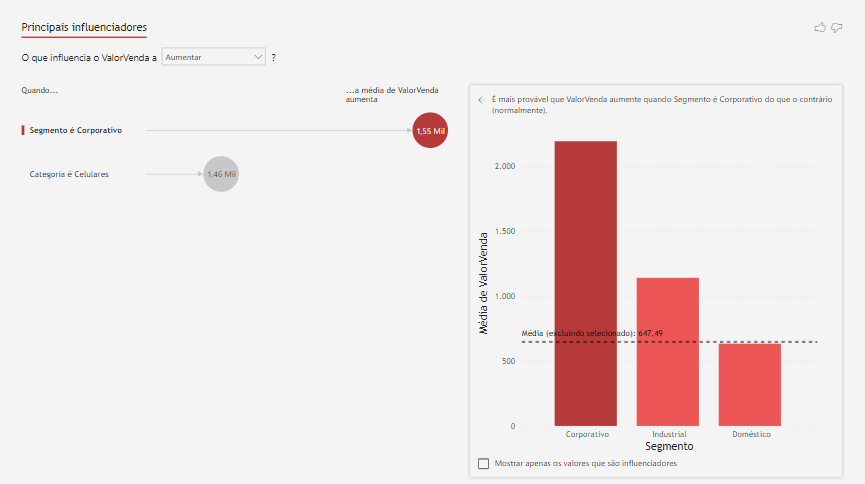 Principais influenciadores
O que influencia o ValorVenda a Aumentar ?
Quando...
...a média de ValorVenda
aumenta
Segmento é Corporativo
1,55 Mil
Categoria é Celulares
1,46 Mil
É mais provável que ValorVenda aumente quando Segmento é Corporativo do que o contrário
(normalmente).
Média de ValorVenda
2.000
1.500
1.000
500
0
Média (excluindo selecionado): 647,49
Corporativo
Industrial
Doméstico
Segmento
Mostrar apenas os valores que são influenciadores